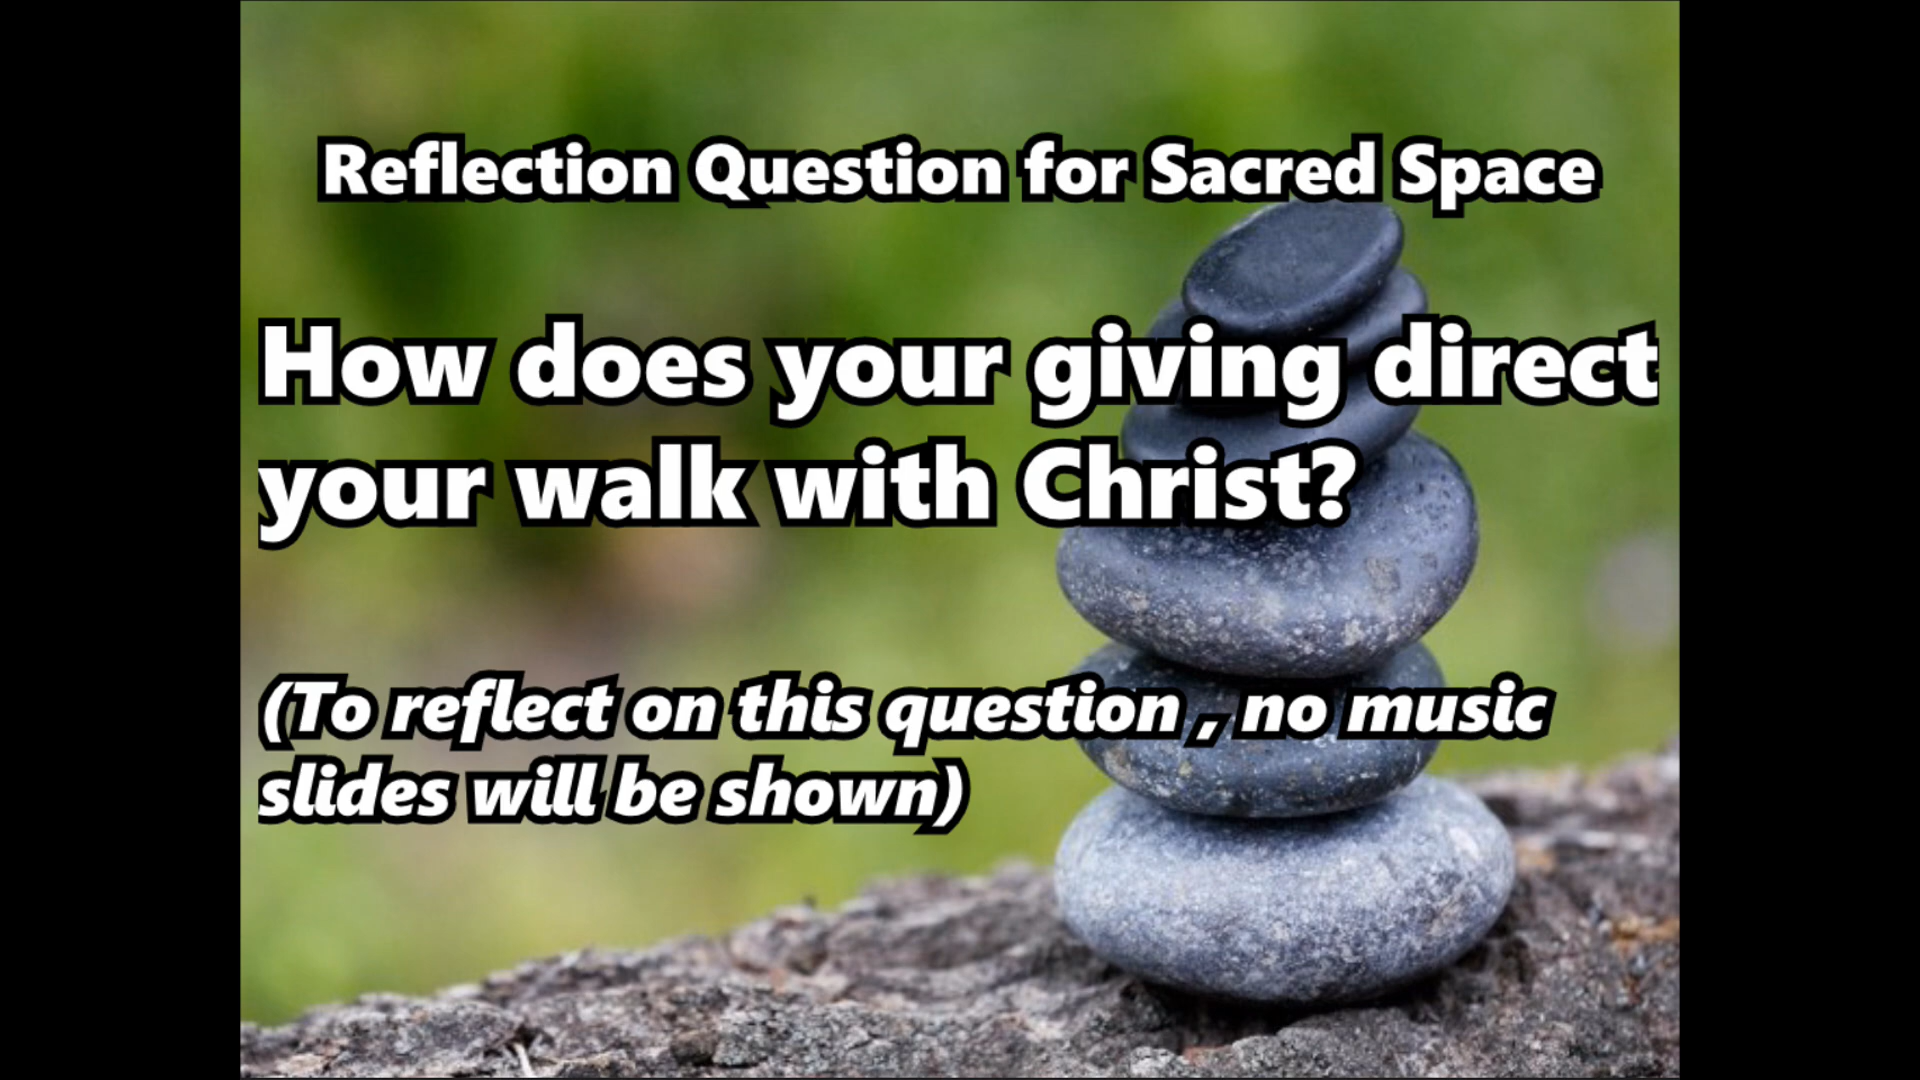 Reflection Question for Sacred Space
How does your giving direct
your walk with Christ?
(To reflect on this question , no music
slides will be shown)